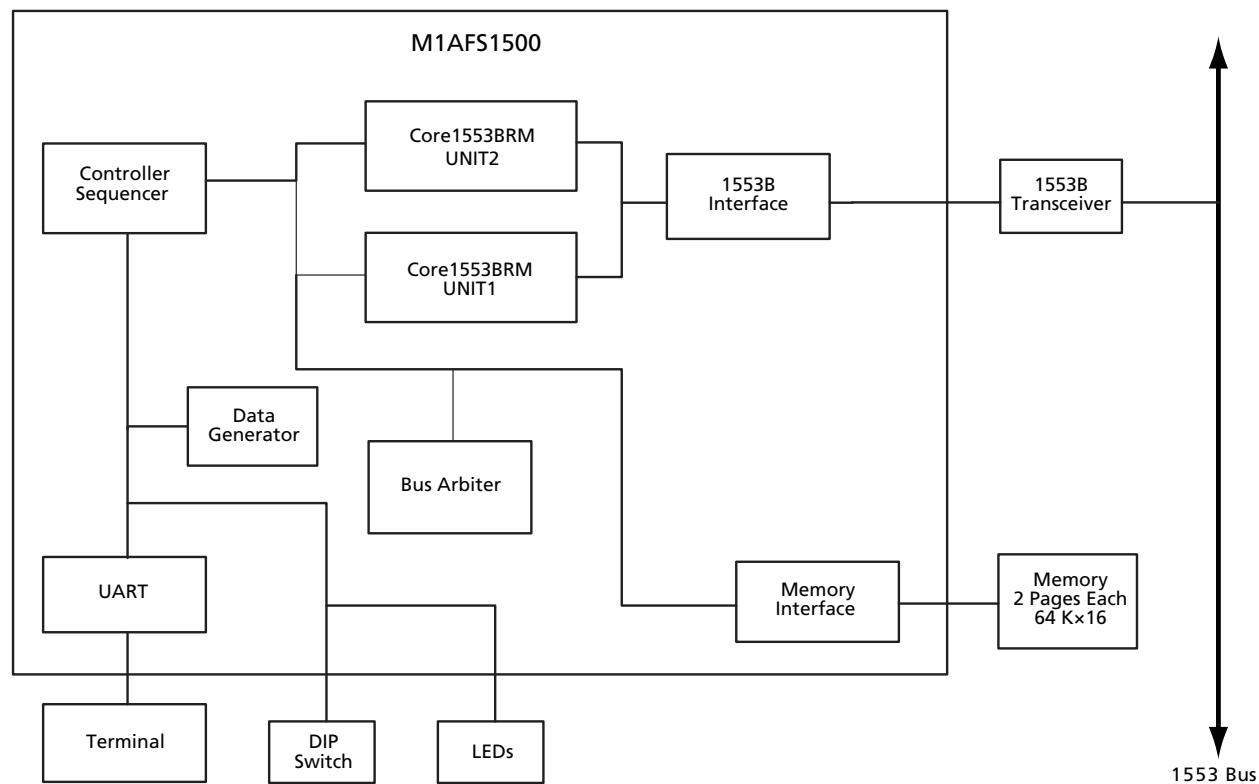 M1AFS1500
Controller
Sequencer
Core1553BRM
UNIT2
Core1553BRM
UNIT1
1553B
Interface
1553B
Transceiver
Data
Generator
Bus Arbiter
UART
Memory
Interface
Memory
2 Pages Each
64 K×16
Terminal
DIP
Switch
LEDs
1553 Bus